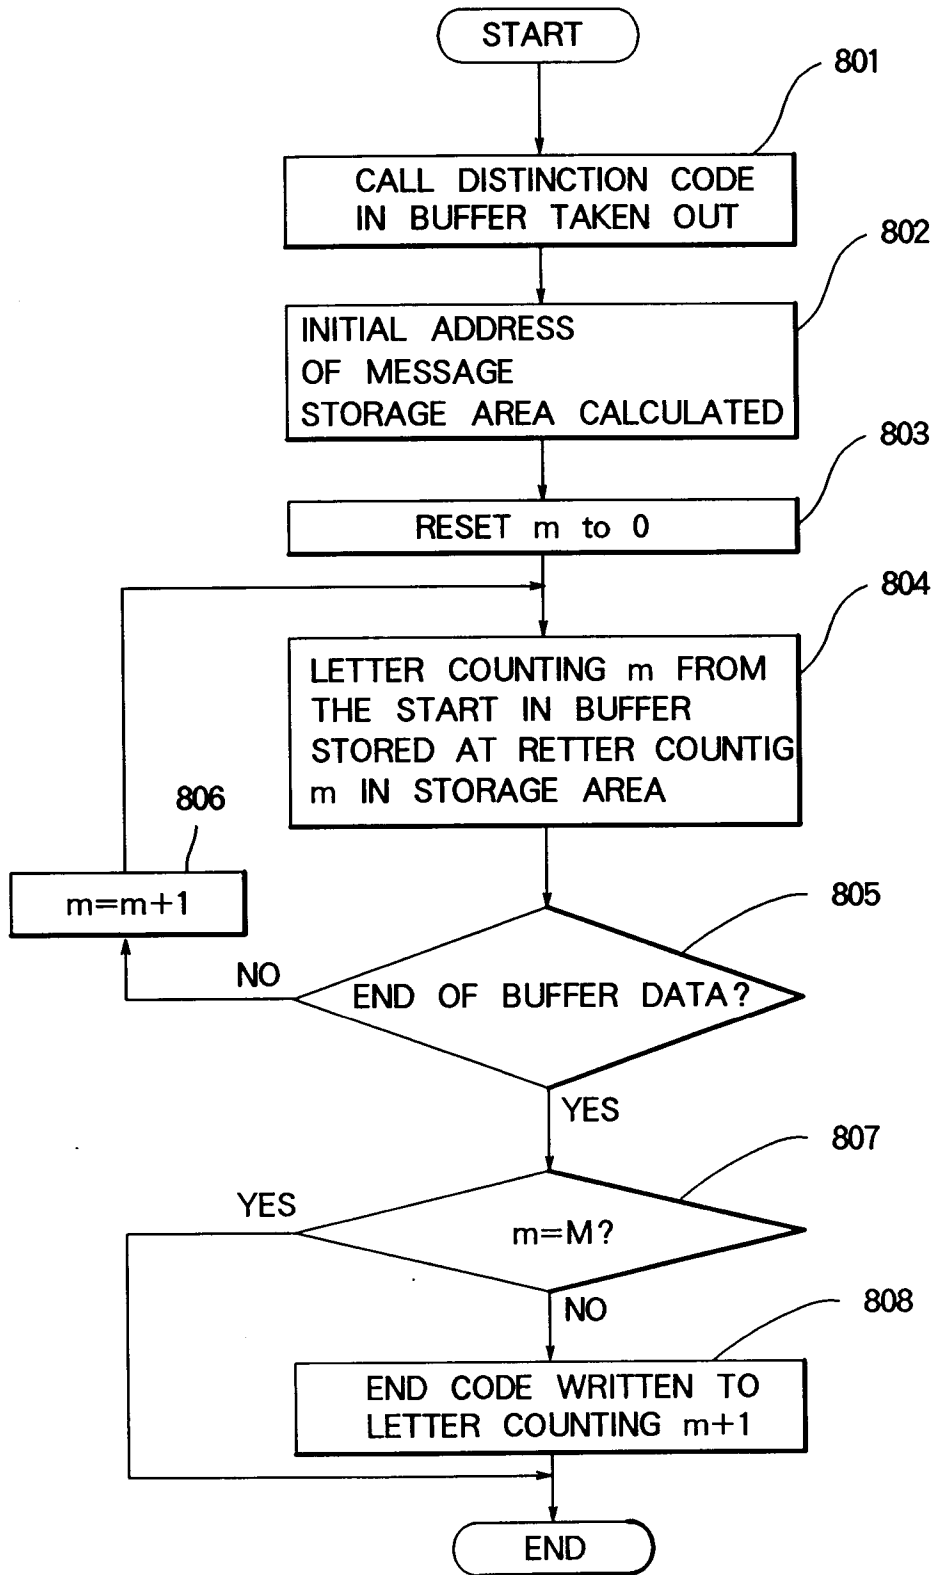 START
801
CALL DISTINCTION CODE
IN BUFFER TAKEN OUT
802
INITIAL ADDRESS
OF MESSAGE
STORAGE AREA CALCULATED
803
RESET m to 0
804
LETTER COUNTING m FROM
THE START IN BUFFER
STORED AT RETTER COUNTIG
m IN STORAGE AREA
806
m=m+1
805
NO
END OF BUFFER DATA?
YES
807
YES
m=M?
NO
808
END CODE WRITTEN TO
LETTER COUNTING m+1
END